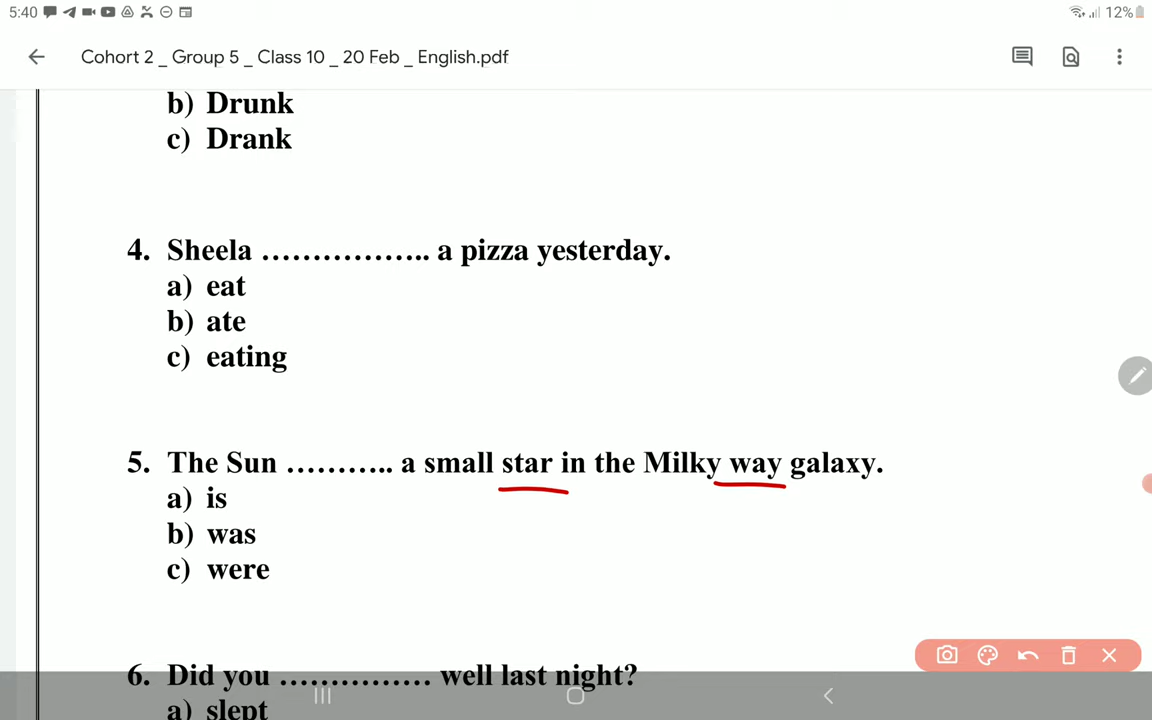 5:40 12%
Cohort 2 _ Group 5 _ Class 10 _ 20 Feb _ English.pdf
b) Drunk
c) Drank
4. Sheela ……………... a pizza yesterday.
a) eat
b) ate
c) eating
5. The Sun ……….. a small star in the Milky way galaxy.
a) is
b) was
c) were
6. Did you …………… well last night?
a) slept